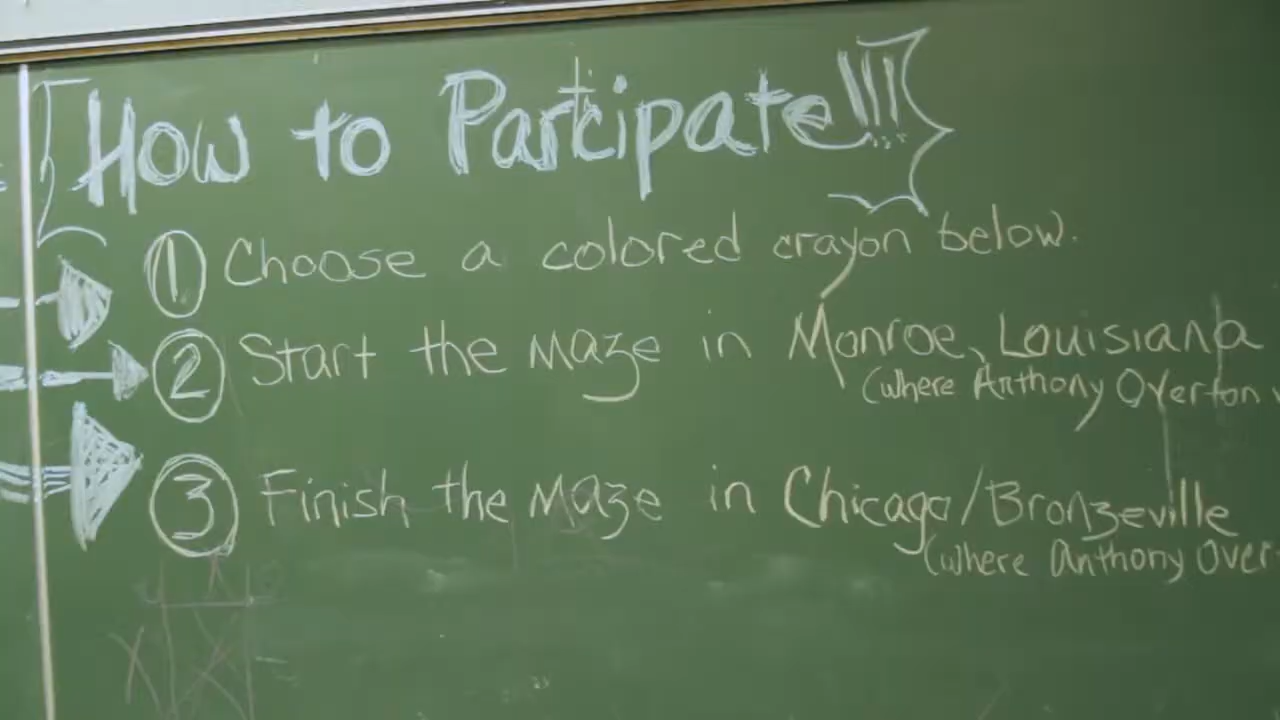 How to Participate!!!
① Choose a colored crayon below.
② Start the maze in Monroe, Louisiana
(where Anthony Overton
③ Finish the maze in Chicago/Bronzeville
(where Anthony Over